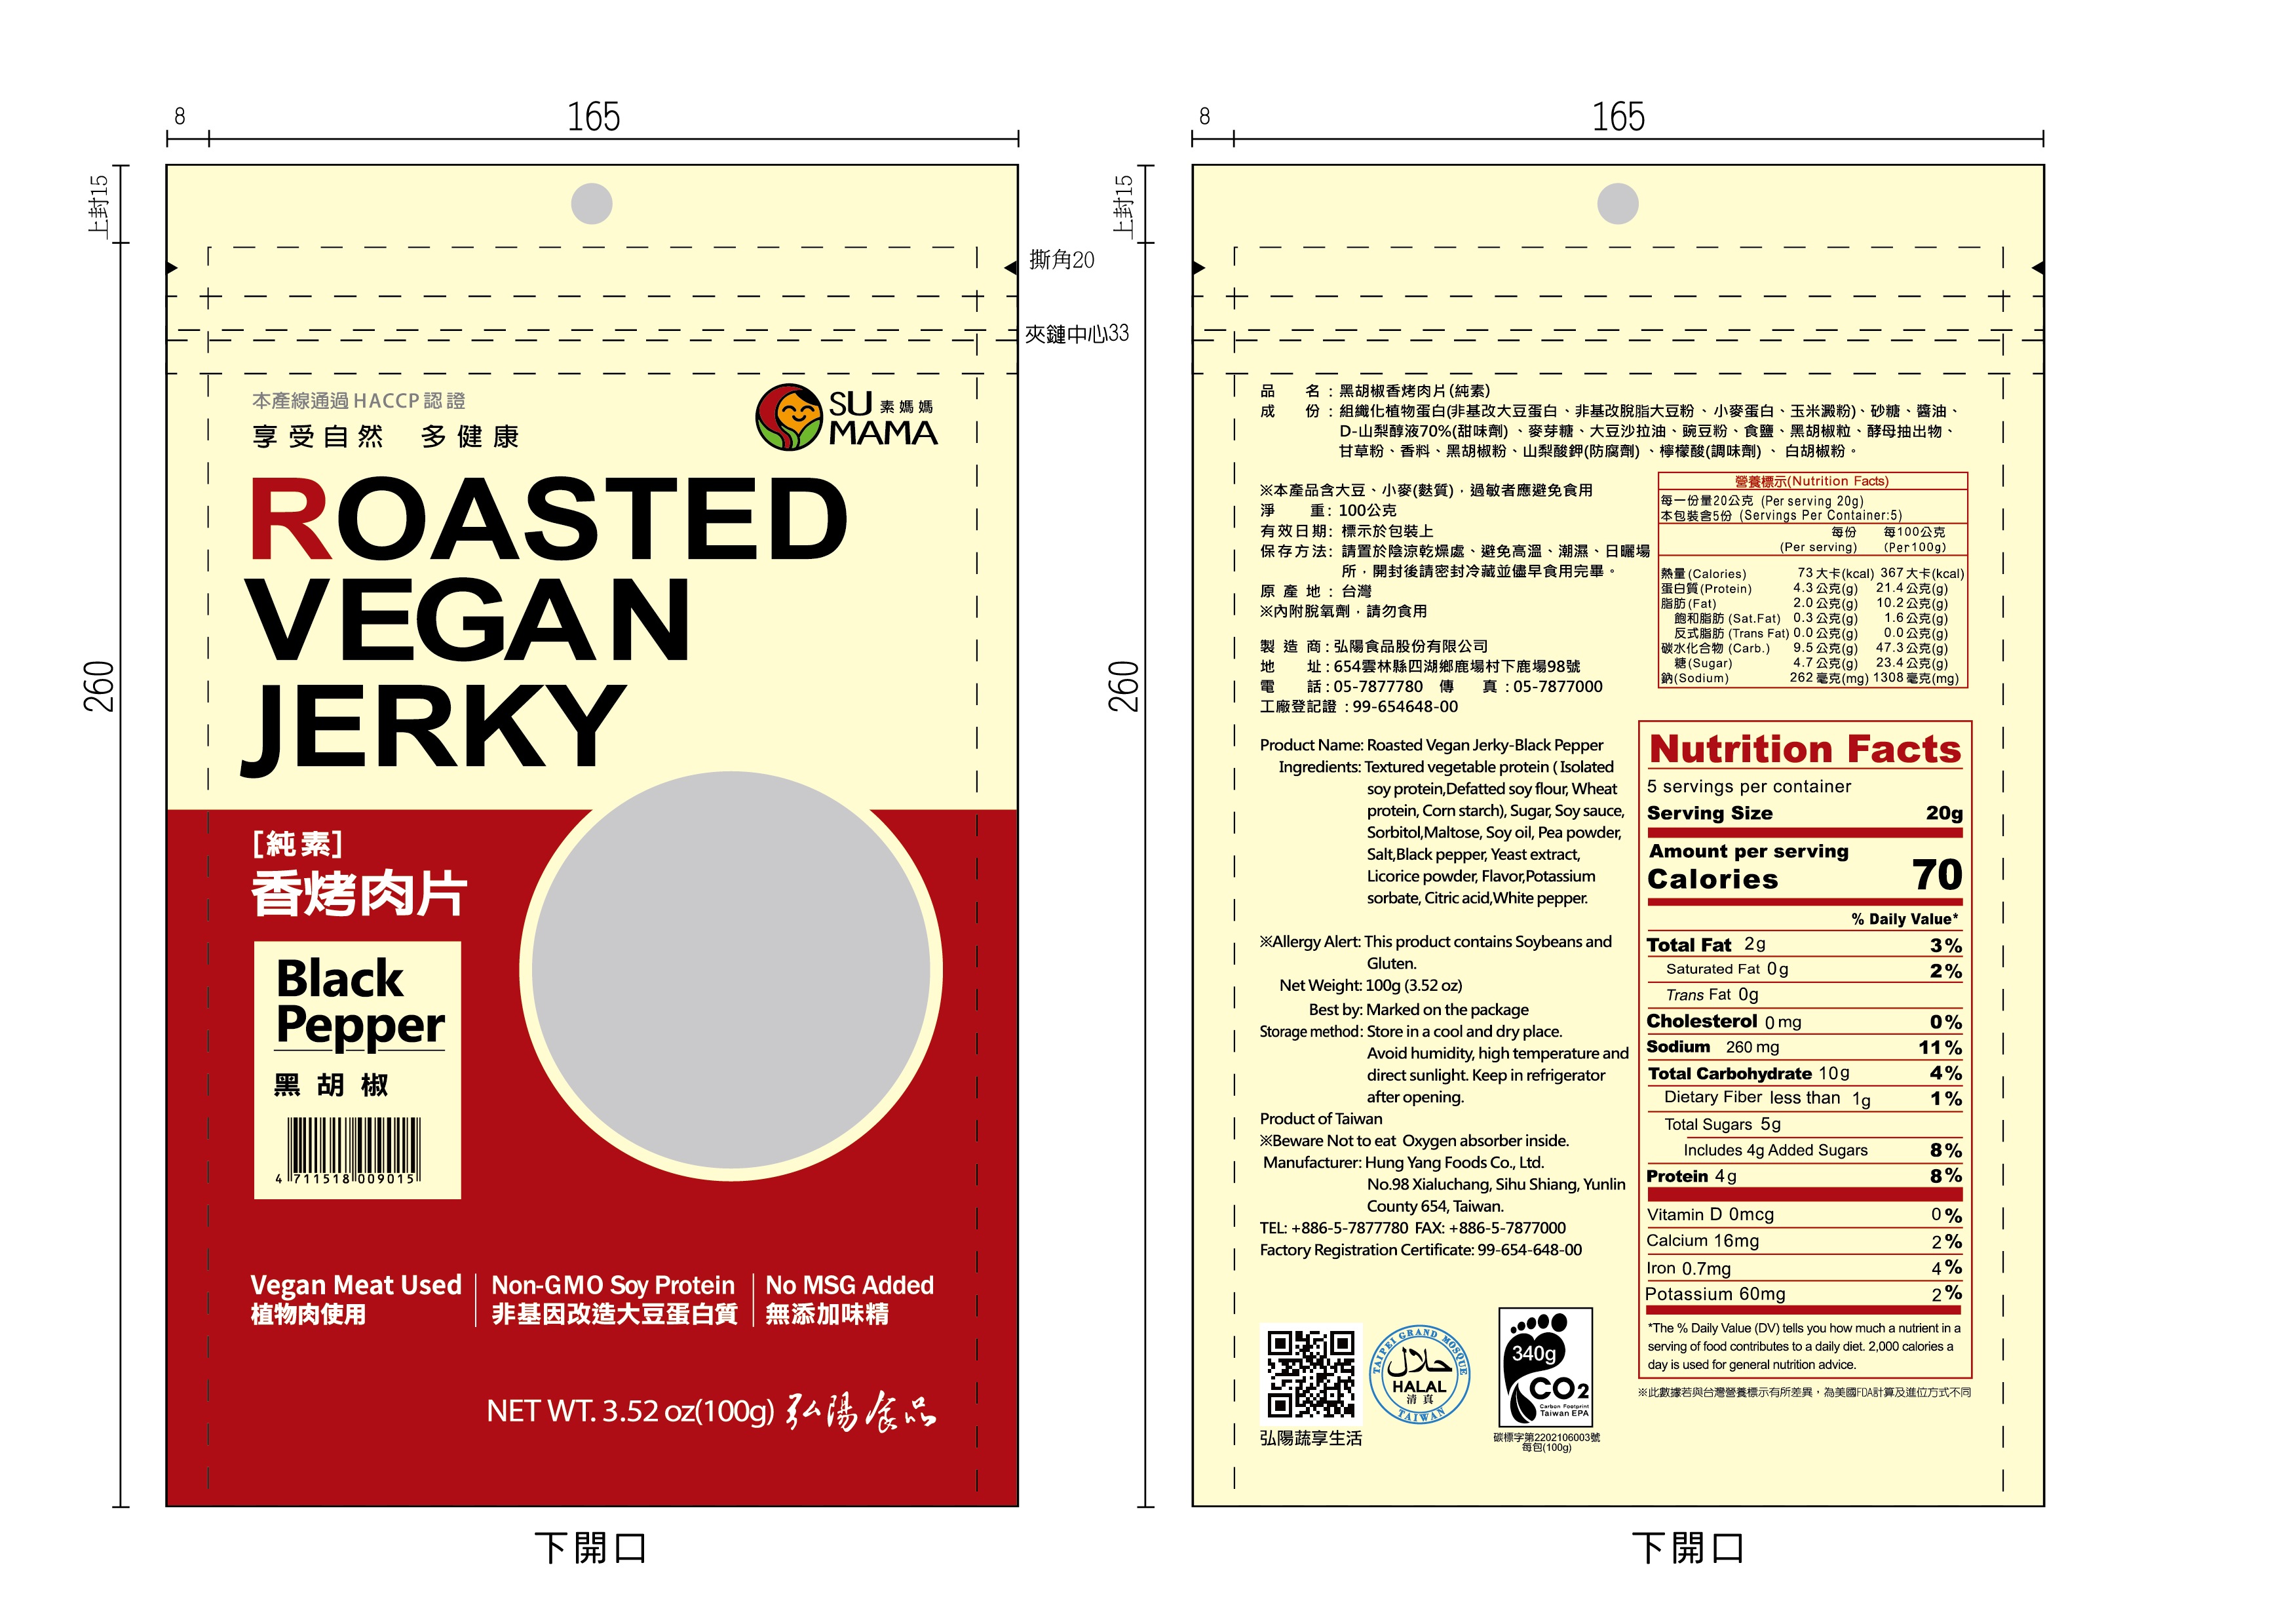 8
165
上封15
260
撕角20
夾鏈中心33
本產線通過HACCP認證
享受自然 多健康
SU 素媽媽
MAMA
ROASTED
VEGAN
JERKY
[純素]
香烤肉片
Black
Pepper
黑胡椒
4 711518 009015
Vegan Meat Used
植物肉使用
Non-GMO Soy Protein
非基因改造大豆蛋白質
No MSG Added
無添加味精
NET WT. 3.52 oz(100g) 弘陽食品
下開口
8
165
上封15
260
品 名：黑胡椒香烤肉片(純素)
成 份：組織化植物蛋白(非基改大豆蛋白、非基改脫脂大豆粉、小麥蛋白、玉米澱粉)、砂糖、醬油、
D-山梨醇液70%(甜味劑)、麥芽糖、大豆沙拉油、豌豆粉、食鹽、黑胡椒粒、酵母抽出物、
甘草粉、香料、黑胡椒粉、山梨酸鉀(防腐劑)、檸檬酸(調味劑)、白胡椒粉。
※本產品含大豆、小麥(麩質)，過敏者應避免食用
淨 重：100公克
有效日期：標示於包裝上
保存方法：請置於陰涼乾燥處、避免高溫、潮濕、日曬場
所，開封後請密封冷藏並儘早食用完畢。
原產地：台灣
※內附脫氧劑，請勿食用
製造商：弘陽食品股份有限公司
地 址：654雲林縣四湖鄉鹿場村下鹿場98號
電 話：05-7877780 傳 真：05-7877000
工廠登記證：99-654648-00
營養標示(Nutrition Facts)
每一份量20公克 (Per serving 20g)
本包裝含5份 (Servings Per Container:5)
每份 每100公克
(Per serving) (Per100g)
熱量(Calories) 73大卡(kcal) 367大卡(kcal)
蛋白質(Protein) 4.3公克(g) 21.4公克(g)
脂肪(Fat) 2.0公克(g) 10.2公克(g)
飽和脂肪(Sat.Fat) 0.3公克(g) 1.6公克(g)
反式脂肪(Trans Fat) 0.0公克(g) 0.0公克(g)
碳水化合物(Carb.) 9.5公克(g) 47.3公克(g)
糖(Sugar) 4.7公克(g) 23.4公克(g)
鈉(Sodium) 262毫克(mg) 1308毫克(mg)
Product Name: Roasted Vegan Jerky-Black Pepper
Ingredients: Textured vegetable protein ( Isolated
soy protein,Defatted soy flour, Wheat
protein, Corn starch), Sugar, Soy sauce,
Sorbitol,Maltose, Soy oil, Pea powder,
Salt,Black pepper, Yeast extract,
Licorice powder, Flavor,Potassium
sorbate, Citric acid,White pepper.
※Allergy Alert: This product contains Soybeans and
Gluten.
Net Weight: 100g (3.52 oz)
Best by: Marked on the package
Storage method: Store in a cool and dry place.
Avoid humidity, high temperature and
direct sunlight. Keep in refrigerator
after opening.
Product of Taiwan
※Beware Not to eat Oxygen absorber inside.
Manufacturer: Hung Yang Foods Co., Ltd.
No.98 Xialuchang, Sihu Shiang, Yunlin
County 654, Taiwan.
TEL: +886-5-7877780 FAX: +886-5-7877000
Factory Registration Certificate: 99-654-648-00
Nutrition Facts
5 servings per container
Serving Size 20g
Amount per serving
Calories 70
% Daily Value*
Total Fat 2g 3%
Saturated Fat 0g 2%
Trans Fat 0g
Cholesterol 0mg 0%
Sodium 260mg 11%
Total Carbohydrate 10g 4%
Dietary Fiber less than 1g 1%
Total Sugars 5g
Includes 4g Added Sugars 8%
Protein 4g 8%
Vitamin D 0mcg 0%
Calcium 16mg 2%
Iron 0.7mg 4%
Potassium 60mg 2%
*The % Daily Value (DV) tells you how much a nutrient in a
serving of food contributes to a daily diet. 2,000 calories a
day is used for general nutrition advice.
※此數據若與台灣營養標示有所差異，為美國FDA計算及進位方式不同
弘陽蔬享生活
TAIPEI GRAND MOSQUE
حلال
HALAL
清真
TAIWAN
340g
CO2
Carbon Footprint
Taiwan EPA
碳標字第2202106003號
每包(100g)
下開口